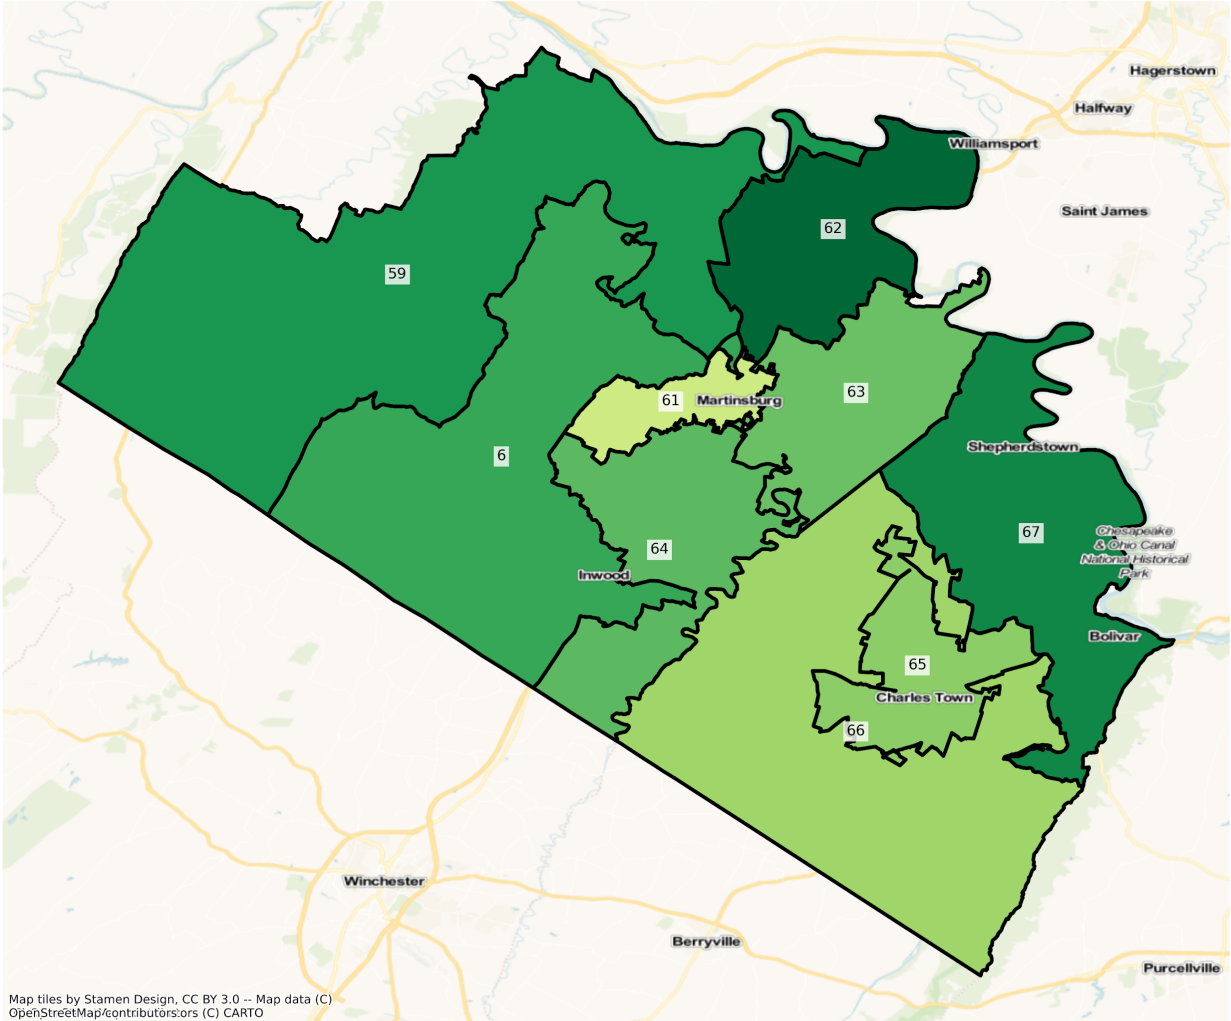 Hagerstown
Halfway
Williamsport
Saint James
62
59
63
61
Martinsburg
Shepherdstown
6
67
Chesapeake
& Ohio Canal
National Historical
Park
64
Inwood
Bolivar
65
Charles Town
66
Winchester
Berryville
Purcellville
Map tiles by Stamen Design, CC BY 3.0 -- Map data (C)
OpenStreetMap contributors (C) CARTO